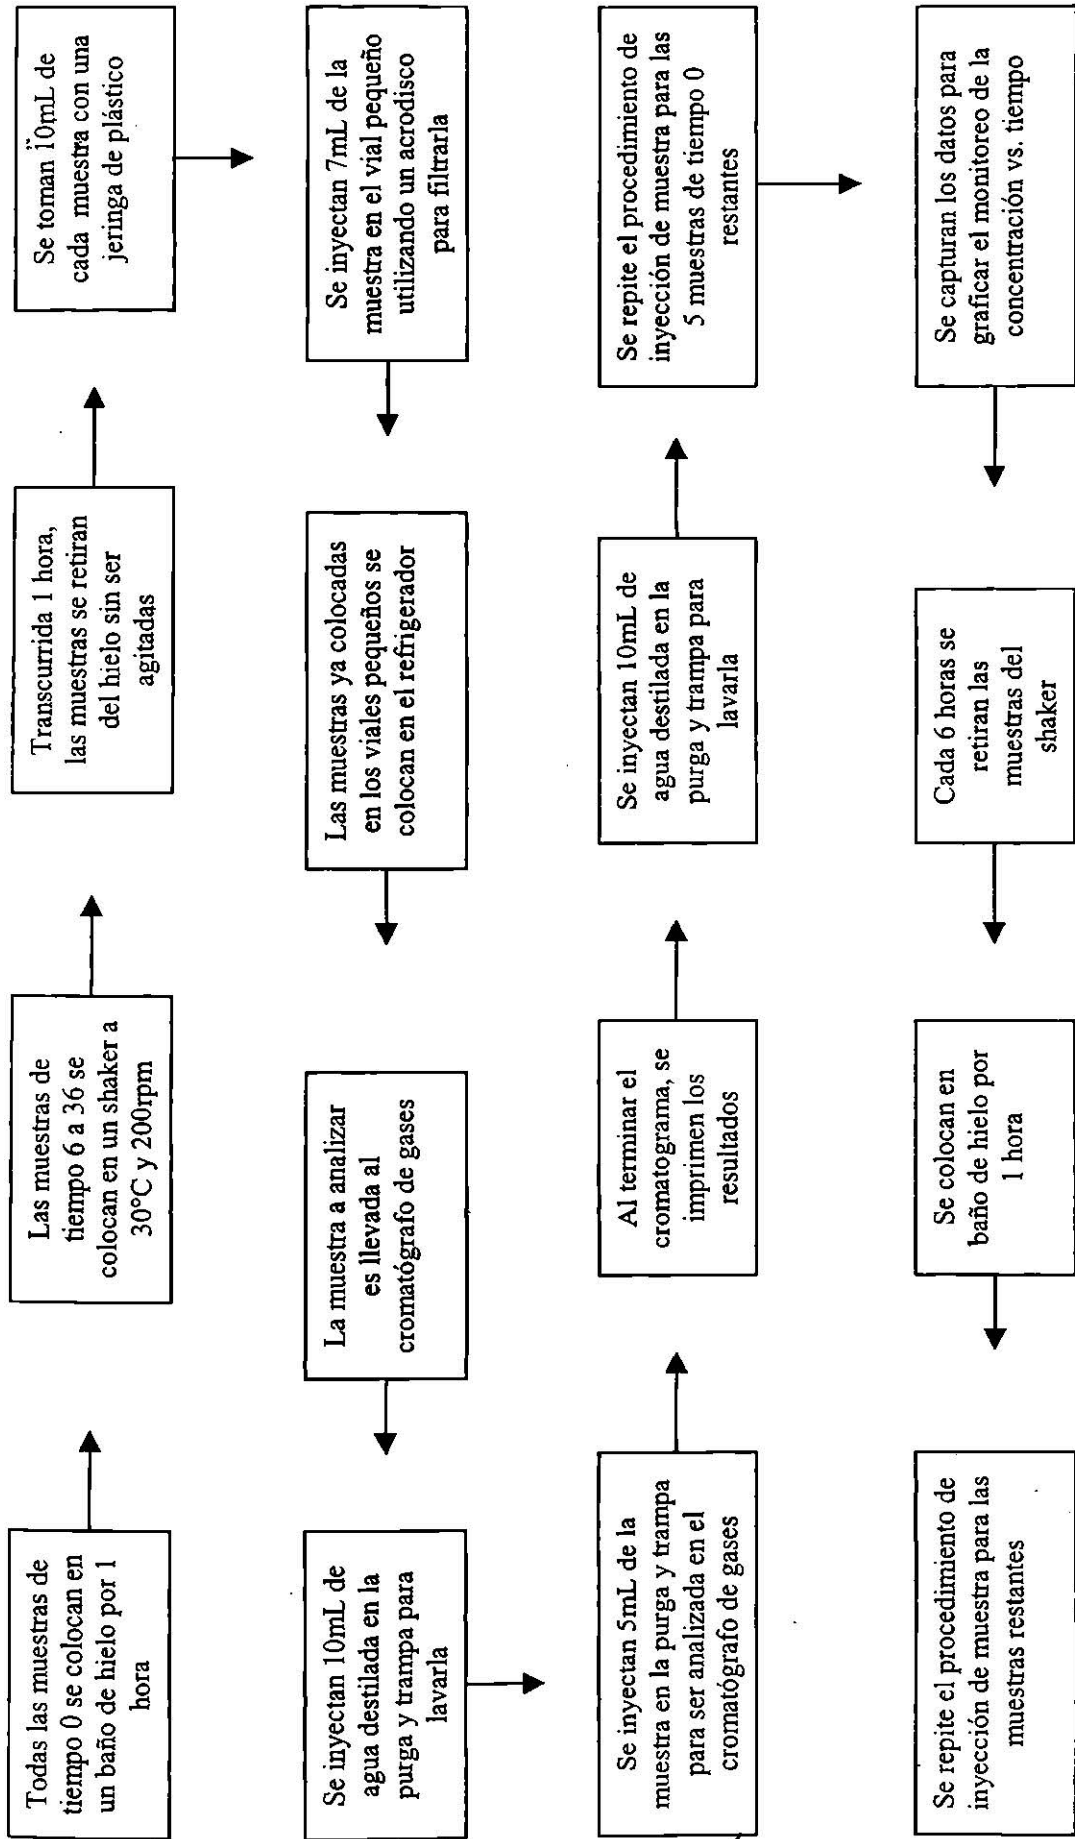 Todas las muestras de
tiempo 0 se colocan en
un baño de hielo por 1
hora
Las muestras de
tiempo 6 a 36 se
colocan en un shaker a
30°C y 200rpm
Transcurrida 1 hora,
las muestras se retiran
del hielo sin ser
agitadas
Se toman 10mL de
cada muestra con una
jeringa de plástico
Se inyectan 7mL de la
muestra en el vial pequeño
utilizando un acrodisco
para filtrarla
Las muestras ya colocadas
en los viales pequeños se
colocan en el refrigerador
La muestra a analizar
es llevada al
cromatógrafo de gases
Se inyectan 10mL de
agua destilada en la
purga y trampa para
lavarla
Se inyectan 5mL de la
muestra en la purga y trampa
para ser analizada en el
cromatógrafo de gases
Al terminar el
cromatograma, se
imprimen los
resultados
Se inyectan 10mL de
agua destilada en la
purga y trampa para
lavarla
Se repite el procedimiento de
inyección de muestra para las
5 muestras de tiempo 0
restantes
Se capturan los datos para
graficar el monitoreo de la
concentración vs. tiempo
Cada 6 horas se
retiran las
muestras del
shaker
Se colocan en
baño de hielo por
1 hora
Se repite el procedimiento de
inyección de muestra para las
muestras restantes